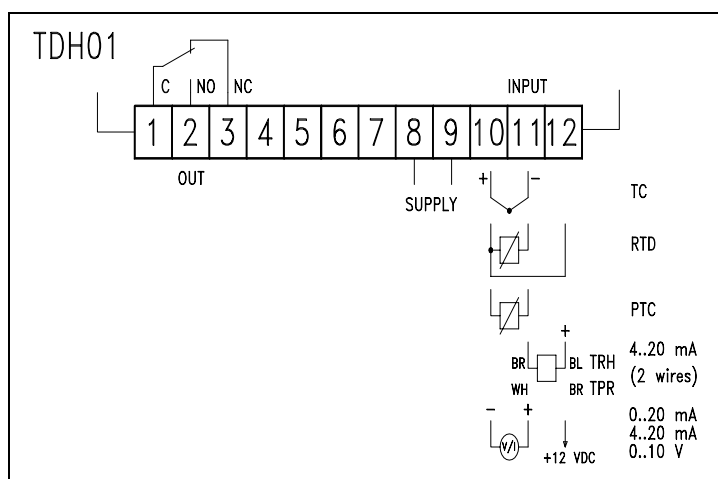 TDH01
C NO NC INPUT
1 2 3 4 5 6 7 8 9 10 11 12
OUT
SUPPLY
+ - TC
RTD
PTC
+
BR BL TRH 4..20 mA
WH BR TPR (2 wires)
- + 0..20 mA
4..20 mA
V/I +12 VDC 0..10 V